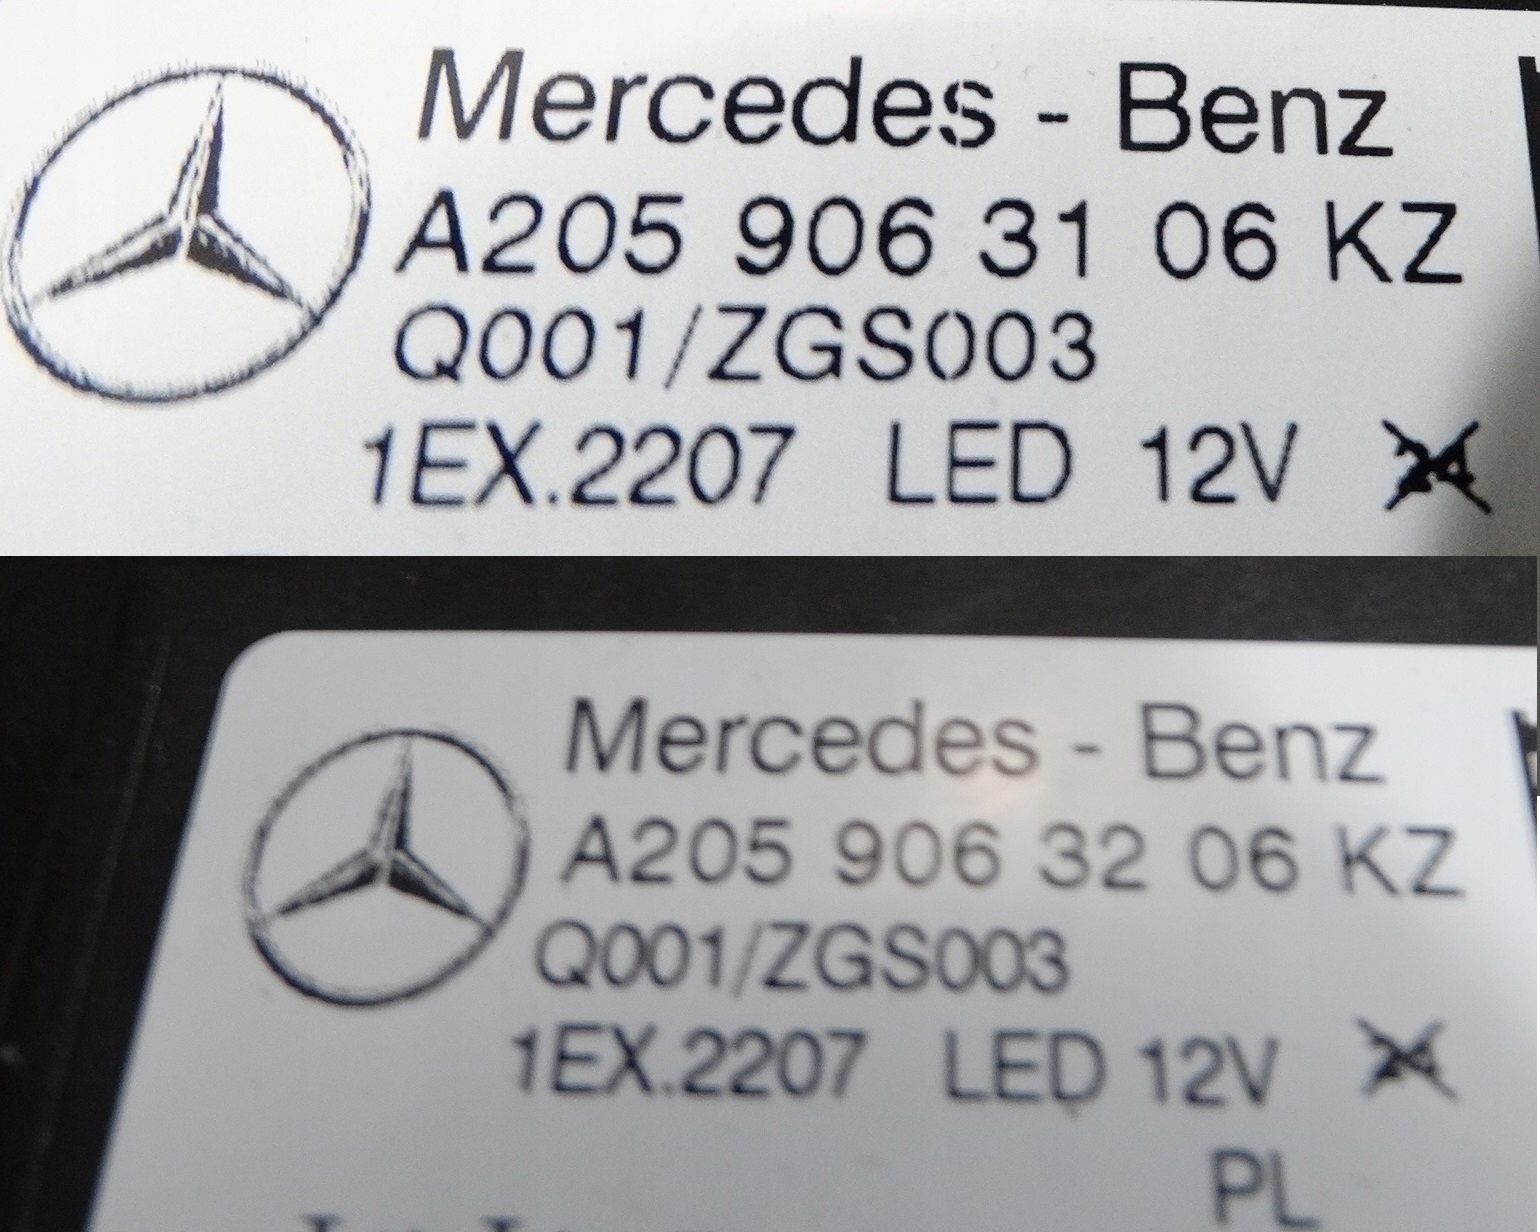 Mercedes - Benz
A205 906 31 06 KZ
Q001/ZGS003
1EX.2207 LED 12V
Mercedes - Benz
A205 906 32 06 KZ
Q001/ZGS003
1EX.2207 LED 12V
PL